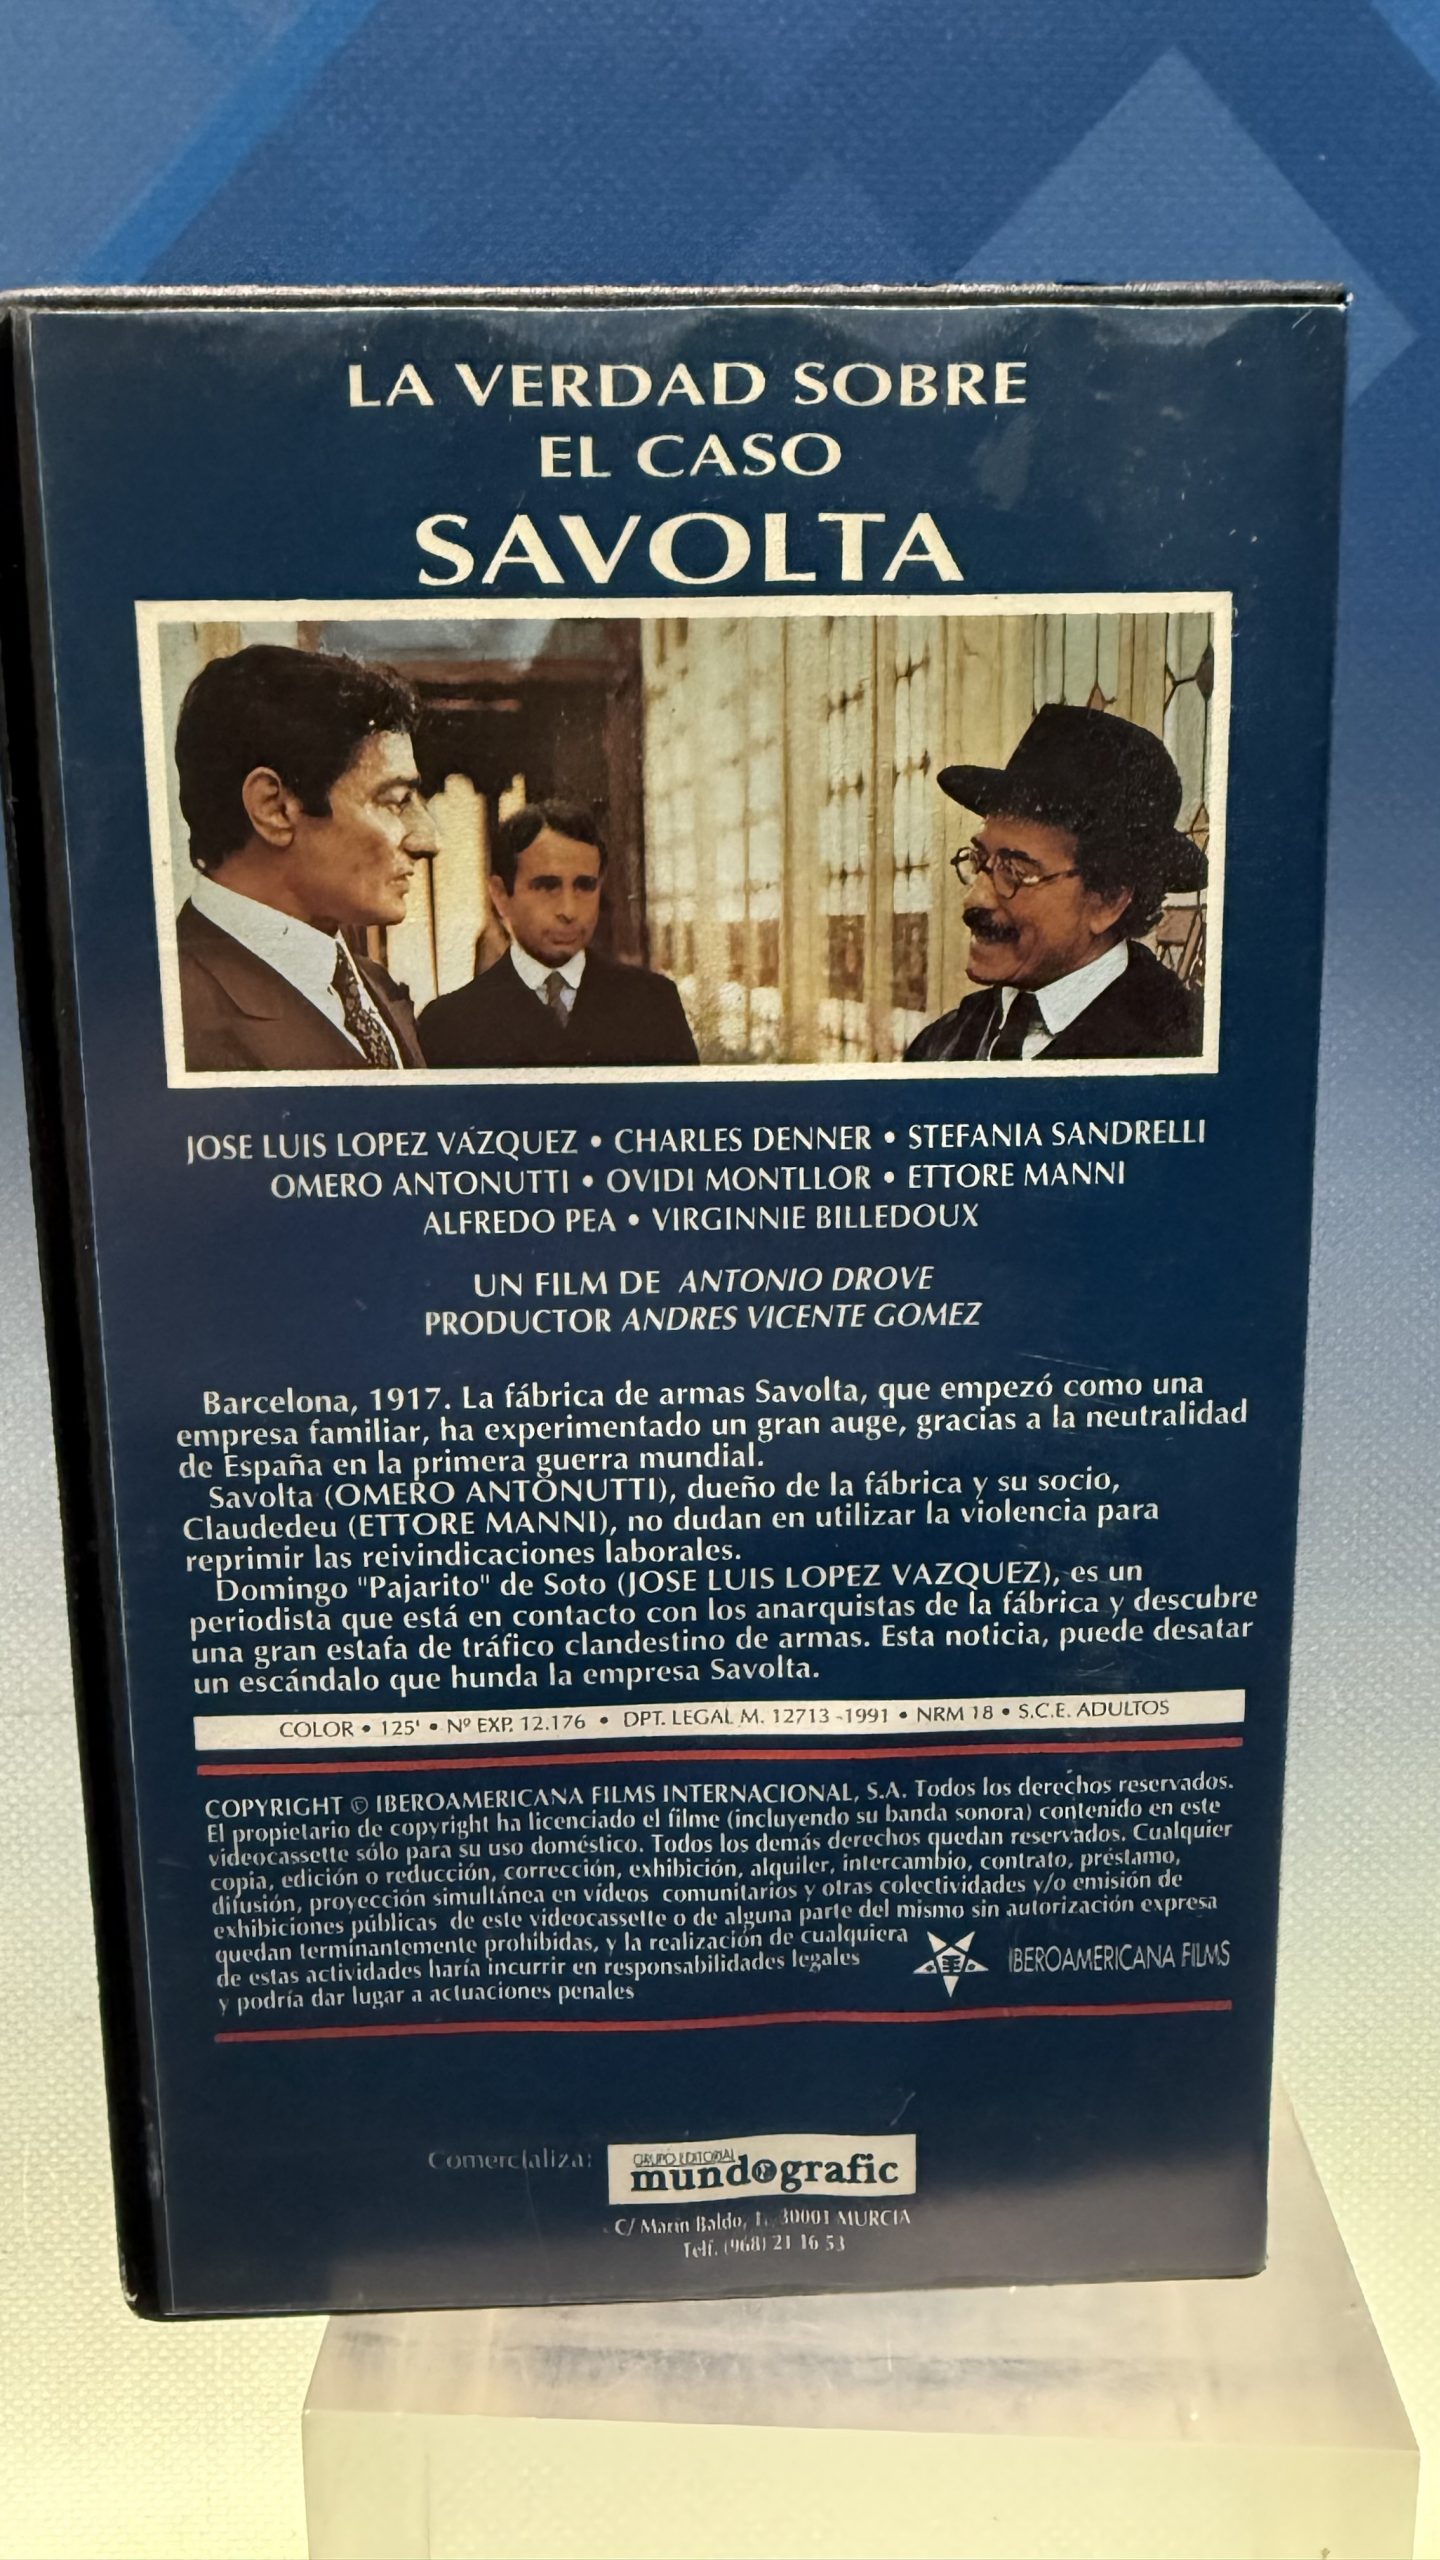 LA VERDAD SOBRE
EL CASO
SAVOLTA
JOSE LUIS LOPEZ VÁZQUEZ • CHARLES DENNER • STEFANIA SANDRELLI
OMERO ANTONUTTI • OVIDI MONTLLOR • ETTORE MANNI
ALFREDO PEA • VIRGINNIE BILLEDOUX
UN FILM DE ANTONIO DROVE
PRODUCTOR ANDRES VICENTE GOMEZ
Barcelona, 1917. La fábrica de armas Savolta, que empezó como una
empresa familiar, ha experimentado un gran auge, gracias a la neutralidad
de España en la primera guerra mundial.
Savolta (OMERO ANTONUTTI), dueño de la fábrica y su socio,
Claudedeu (ETTORE MANNI), no dudan en utilizar la violencia para
reprimir las reivindicaciones laborales.
Domingo "Pajarito" de Soto (JOSE LUIS LOPEZ VAZQUEZ), es un
periodista que está en contacto con los anarquistas de la fábrica y descubre
una gran estafa de tráfico clandestino de armas. Esta noticia, puede desatar
un escándalo que hunda la empresa Savolta.
COLOR • 125' • Nº EXP. 12.176 • DPT. LEGAL M. 12713 -1991 • NRM 18 • S.C.E. ADULTOS
COPYRIGHT © IBEROAMERICANA FILMS INTERNACIONAL, S.A. Todos los derechos reservados.
El propietario de copyright ha licenciado el filme (incluyendo su banda sonora) contenido en este
videocassette sólo para su uso doméstico. Todos los demás derechos quedan reservados. Cualquier
copia, edición o reducción, corrección, exhibición, alquiler, intercambio, contrato, préstamo,
difusión, proyección simultánea en vídeos comunitarios y otras colectividades y/o emisión de
exhibiciones públicas de este videocassette o de alguna parte del mismo sin autorización expresa
quedan terminantemente prohibidas, y la realización de cualquiera
de estas actividades haría incurrir en responsabilidades legales
y podría dar lugar a actuaciones penales
IBEROAMERICANA FILMS
Comercializa:
GRUPO EDITORIAL
mundografic
C/ Marín Baldo, 1. 30001 MURCIA
Telf. (968) 21 16 53